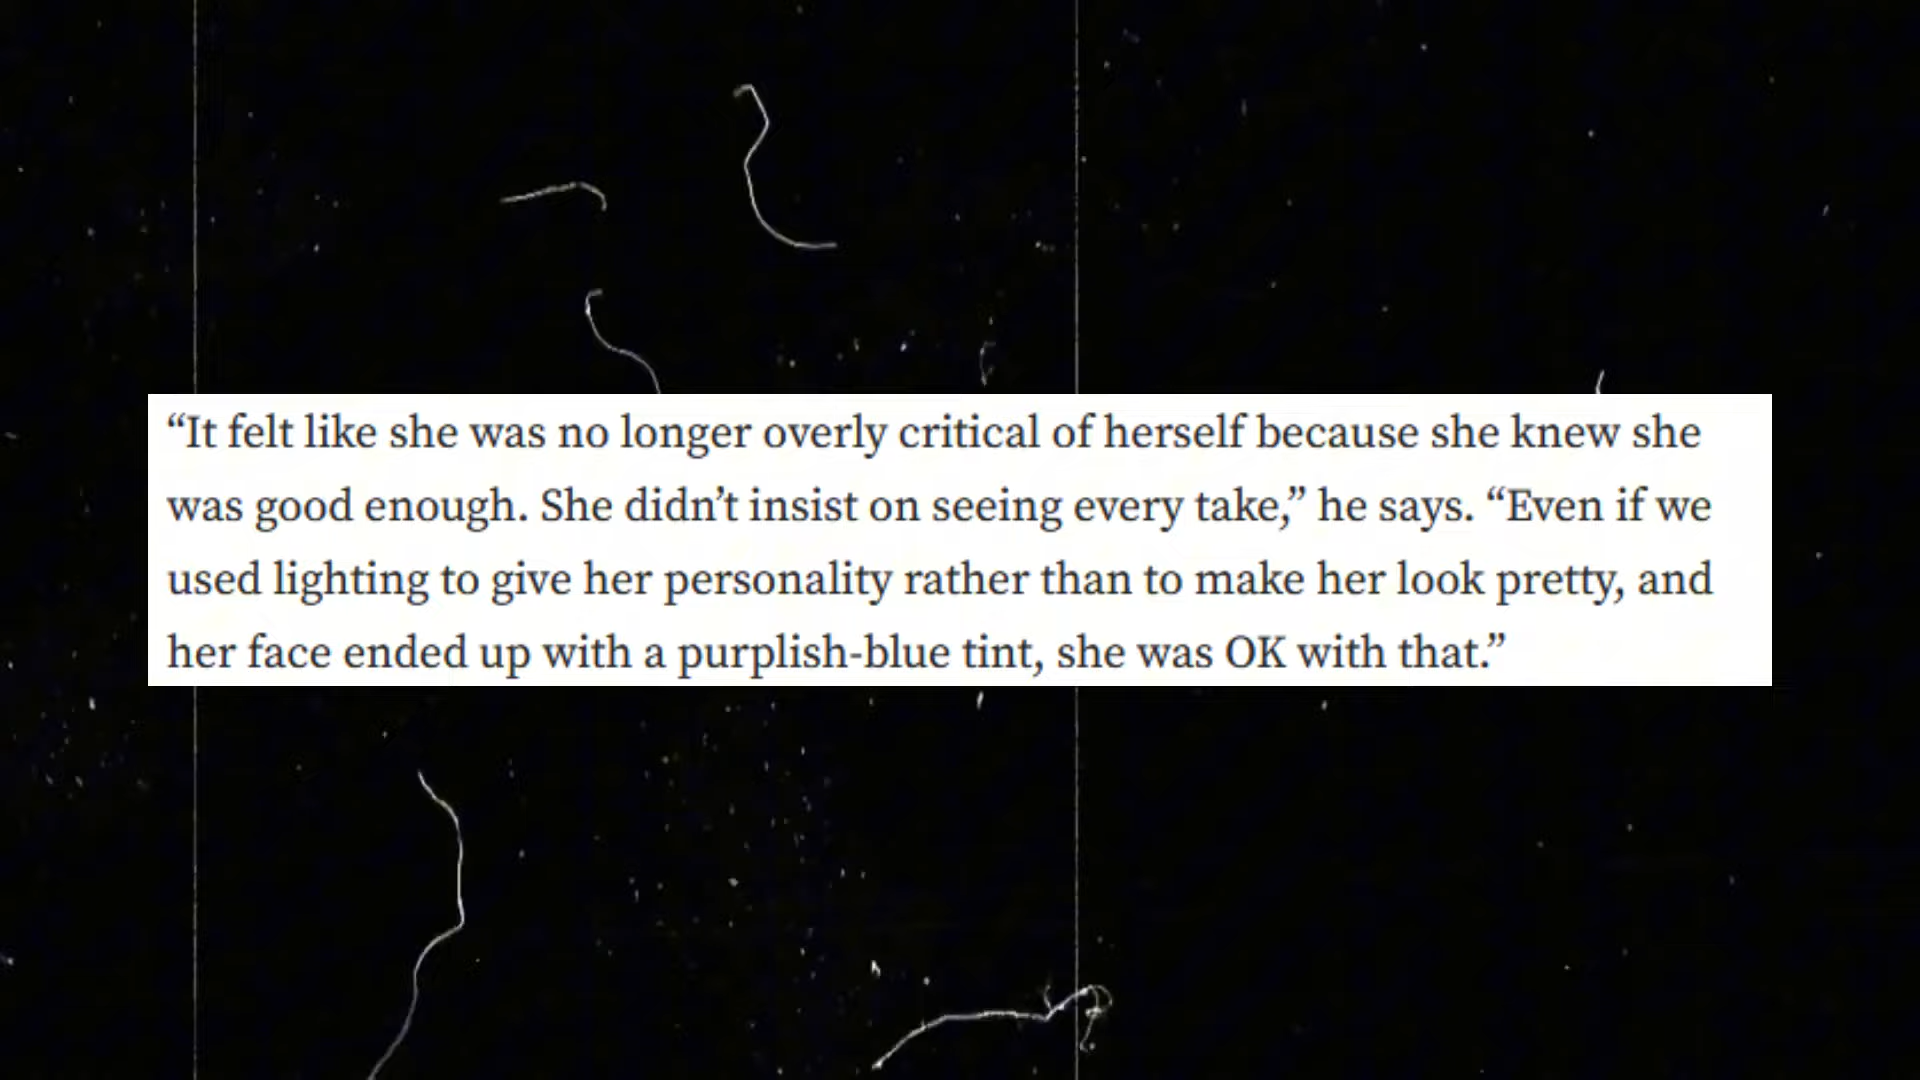 “It felt like she was no longer overly critical of herself because she knew she
was good enough. She didn’t insist on seeing every take,” he says. “Even if we
used lighting to give her personality rather than to make her look pretty, and
her face ended up with a purplish-blue tint, she was OK with that.”